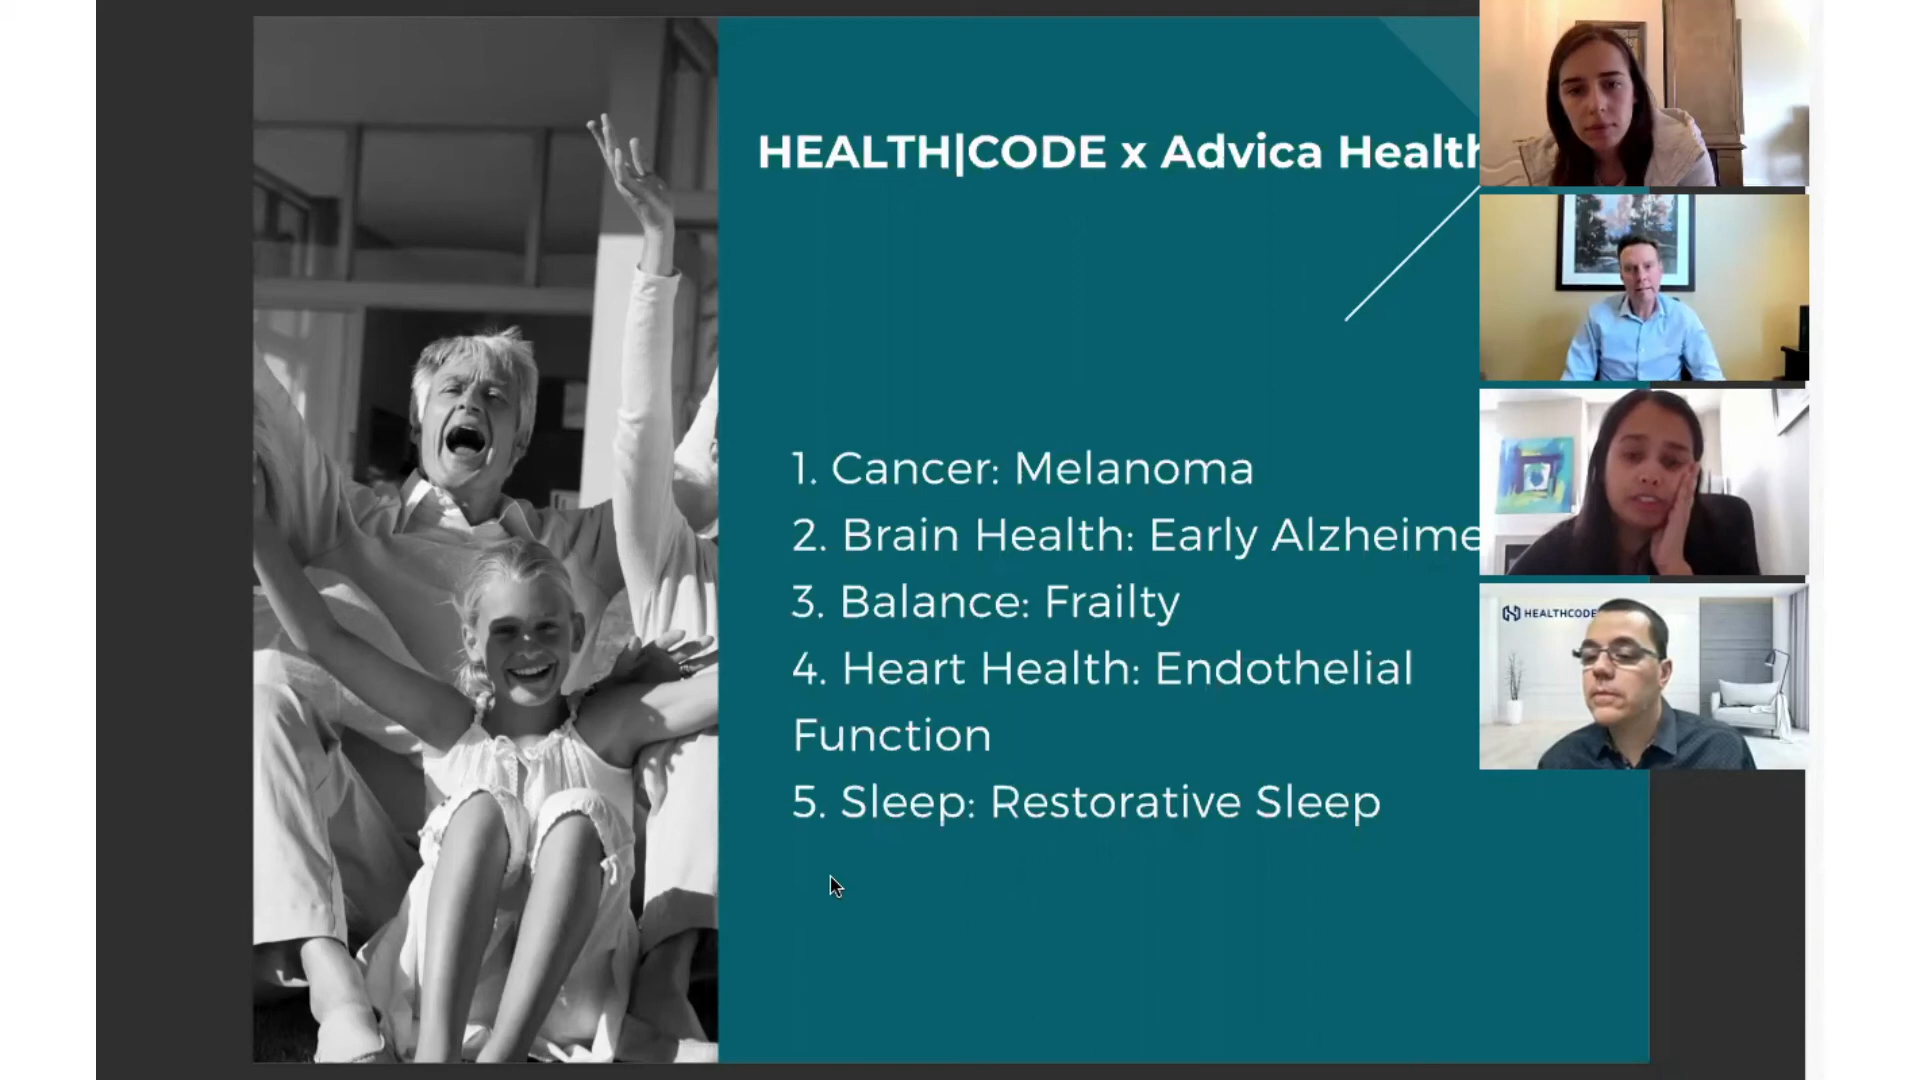 HEALTH|CODE x Advica Health
1. Cancer: Melanoma
2. Brain Health: Early Alzheime
3. Balance: Frailty
4. Heart Health: Endothelial
Function
5. Sleep: Restorative Sleep
HEALTHCODE